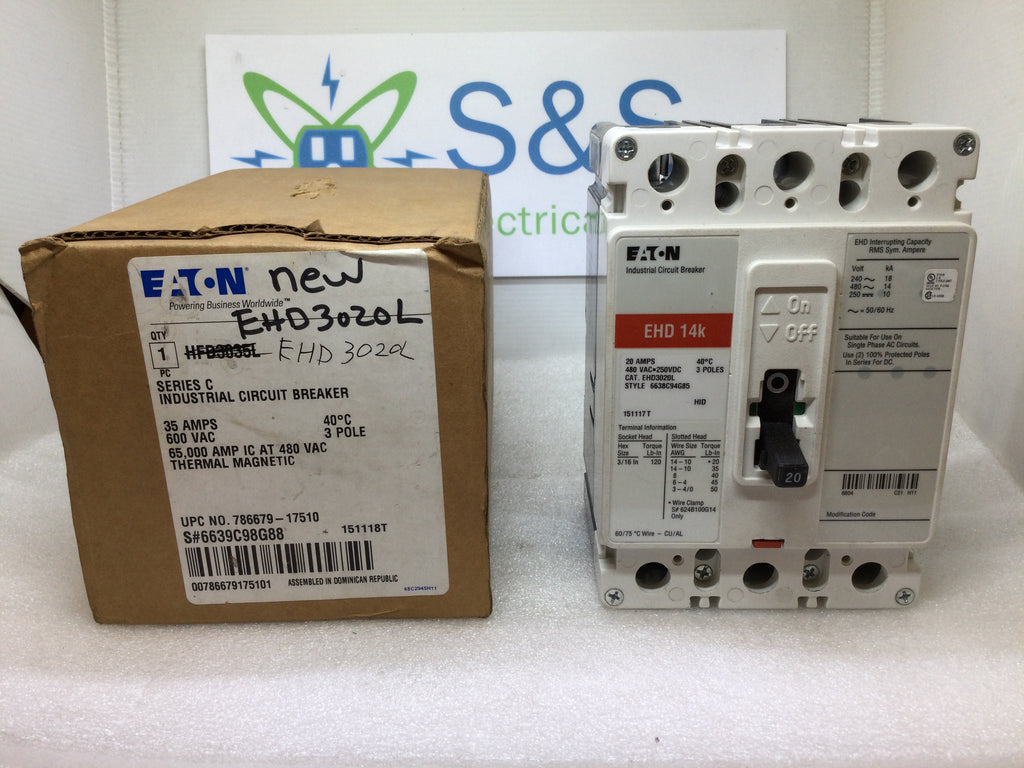 S&S
ectrica
EATON new
Powering Business Worldwide™
EHD3020L
QTY
1 HFD3035L EHD3020L
PC
SERIES C
INDUSTRIAL CIRCUIT BREAKER
35 AMPS 40°C
600 VAC 3 POLE
65,000 AMP IC AT 480 VAC
THERMAL MAGNETIC
UPC NO. 786679-17510
S#6639C98G88 151118T
00786679175101 ASSEMBLED IN DOMINICAN REPUBLIC
EATON
Industrial Circuit Breaker
EHD 14k
20 AMPS 40°C
480 VAC•250VDC 3 POLES
CAT. EHD3020L
STYLE 6638C94G85
HID
151117T
Terminal Information
Socket Head Slotted Head
Hex Torque Wire Size Torque
Size Lb-In AWG Lb-In
3/16 In 120 14-10 •20
14-10 35
8 40
6-4 45
3-4/0 50
• Wire Clamp
S# 624B100G14
Only
60/75 °C Wire - CU/AL
On
Off
O
20
EHD Interrupting Capacity
RMS Sym. Ampere
Volt kA
240 ~ 18
480 ~ 14
250 10
~ = 50/60 Hz
Suitable For Use On
Single Phase AC Circuits.
Use (2) 100% Protected Poles
In Series For DC.
6604 C21 H11
Modification Code